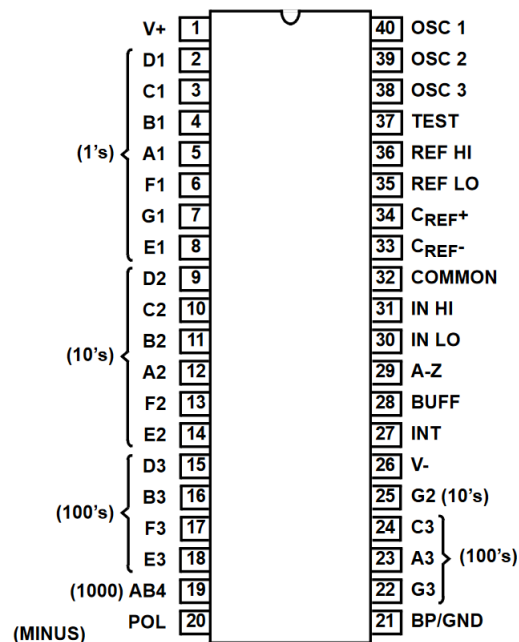 V+ 1 40 OSC 1
D1 2 39 OSC 2
C1 3 38 OSC 3
B1 4 37 TEST
(1's) A1 5 36 REF HI
F1 6 35 REF LO
G1 7 34 CREF+
E1 8 33 CREF-
D2 9 32 COMMON
C2 10 31 IN HI
(10's) B2 11 30 IN LO
A2 12 29 A-Z
F2 13 28 BUFF
E2 14 27 INT
D3 15 26 V-
(100's) B3 16 25 G2 (10's)
F3 17 24 C3
E3 18 23 A3 (100's)
(1000) AB4 19 22 G3
(MINUS) POL 20 21 BP/GND